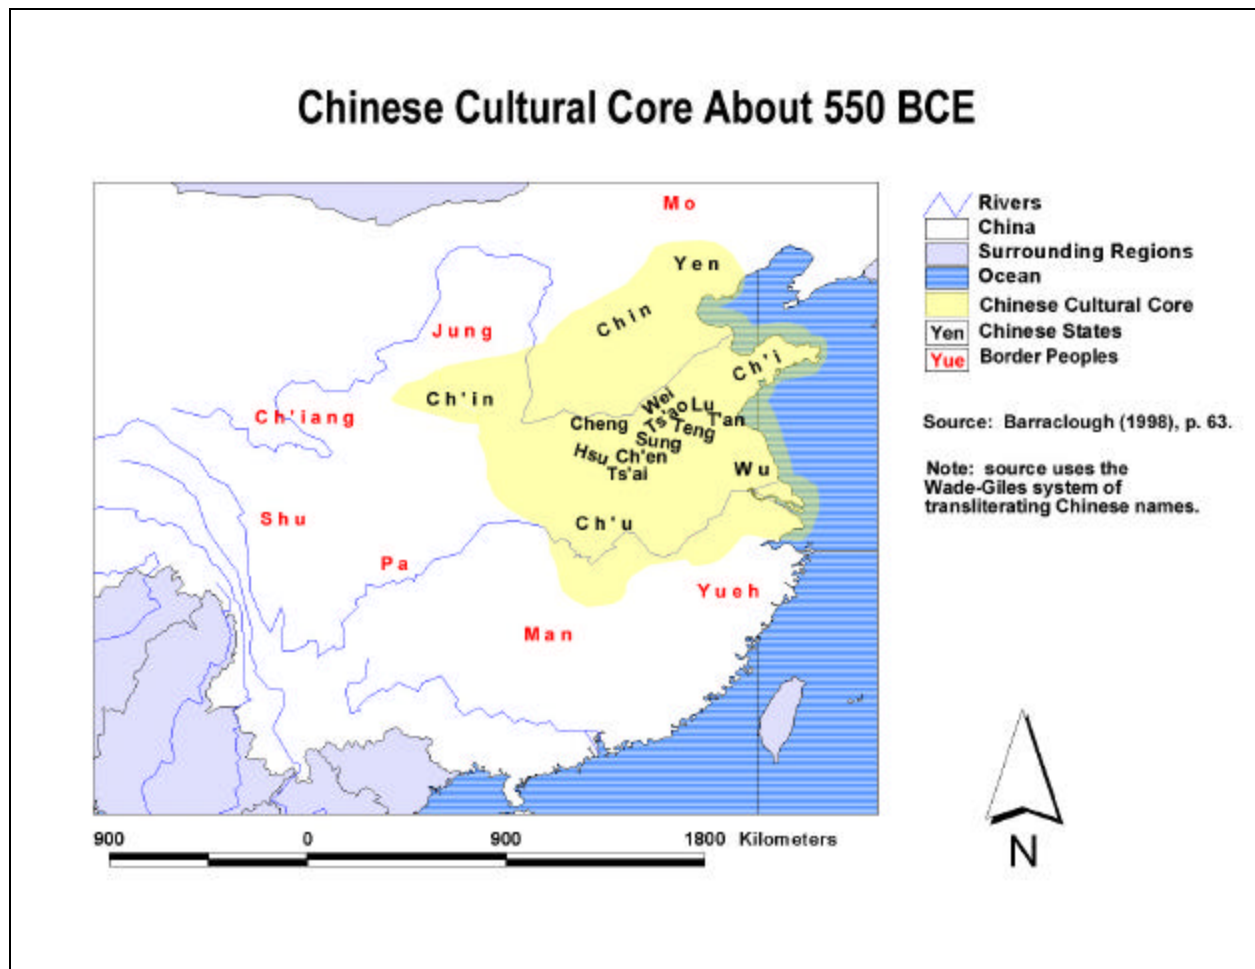 Chinese Cultural Core About 550 BCE
Mo
Yen
Chin
Jung
Ch'i
Ch'in
Ch'iang
Wei
Ts'ao
Lu
T'an
Cheng
Teng
Sung
Hsu
Ch'en
Ts'ai
Wu
Shu
Ch'u
Pa
Yueh
Man
Rivers
China
Surrounding Regions
Ocean
Chinese Cultural Core
Yen Chinese States
Yue Border Peoples
Source: Barraclough (1998), p. 63.
Note: source uses the
Wade-Giles system of
transliterating Chinese names.
900 0 900 1800 Kilometers
N